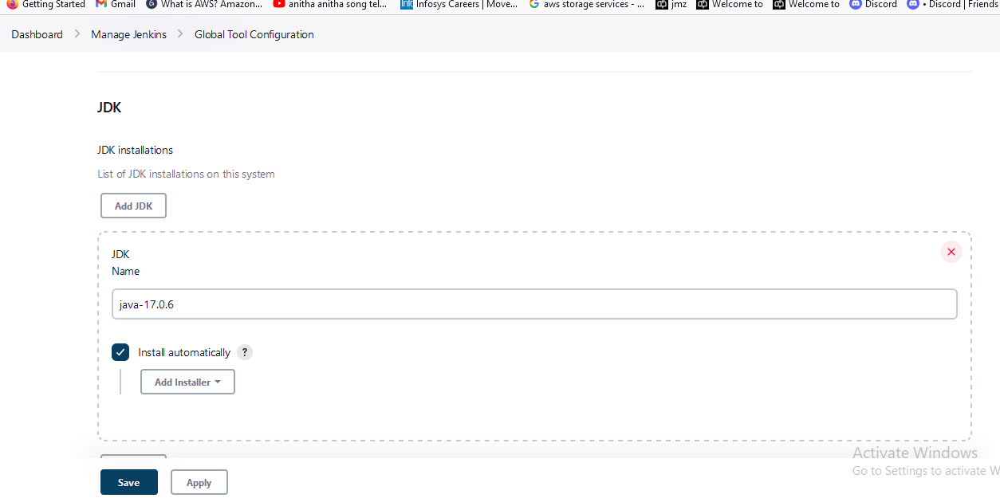 Getting Started Gmail What is AWS? Amazon... anitha anitha song tel... Infosys Careers | Move... aws storage services - ... jmz Welcome to Welcome to Discord • Discord | Friends
Dashboard > Manage Jenkins > Global Tool Configuration
JDK
JDK installations
List of JDK installations on this system
Add JDK
JDK
Name
java-17.0.6
Install automatically ?
Add Installer
Activate Windows
Go to Settings to activate W
Save Apply